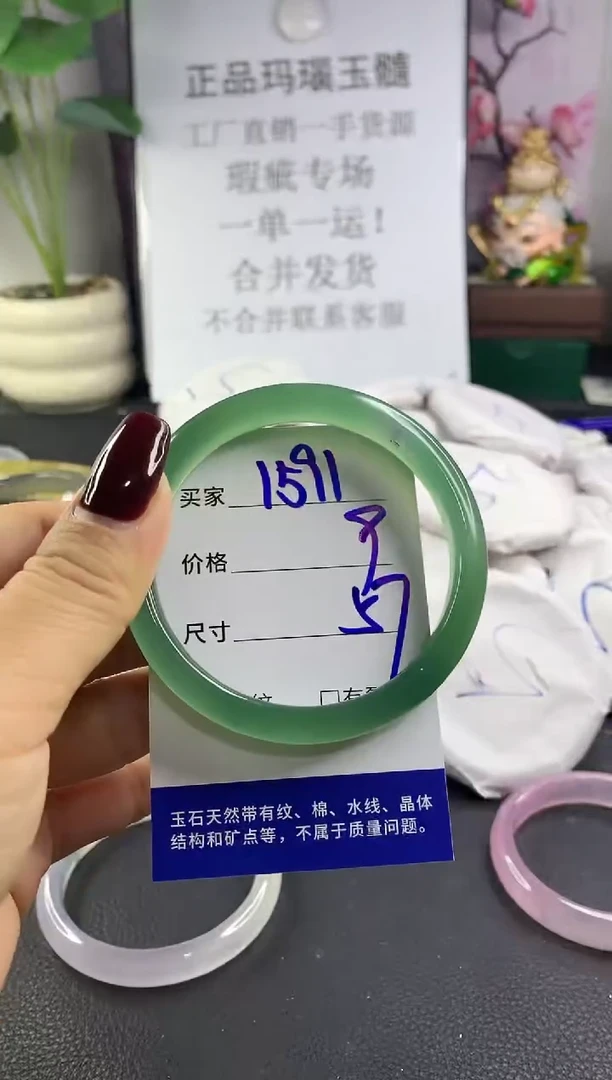 正品玛瑙玉髓
工厂直销一手货源
瑕疵专场
一单一运！
合并发货
不合并联系客服
买家 1591
价格
尺寸 57
纹 □有
玉石天然带有纹、棉、水线、晶体
结构和矿点等，不属于质量问题。